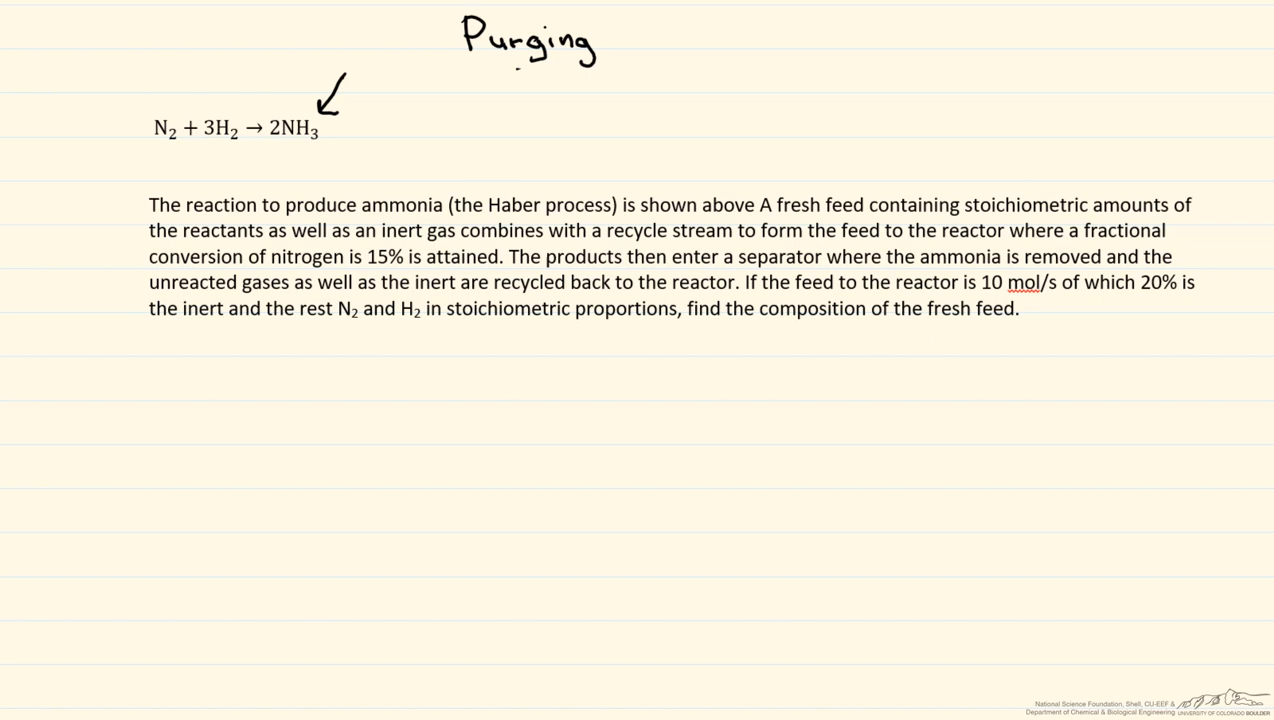 Purging
N₂ + 3H₂ → 2NH₃
The reaction to produce ammonia (the Haber process) is shown above A fresh feed containing stoichiometric amounts of
the reactants as well as an inert gas combines with a recycle stream to form the feed to the reactor where a fractional
conversion of nitrogen is 15% is attained. The products then enter a separator where the ammonia is removed and the
unreacted gases as well as the inert are recycled back to the reactor. If the feed to the reactor is 10 mol/s of which 20% is
the inert and the rest N₂ and H₂ in stoichiometric proportions, find the composition of the fresh feed.
National Science Foundation, Shell, CU-EEF &
Department of Chemical & Biological Engineering UNIVERSITY OF COLORADO BOULDER